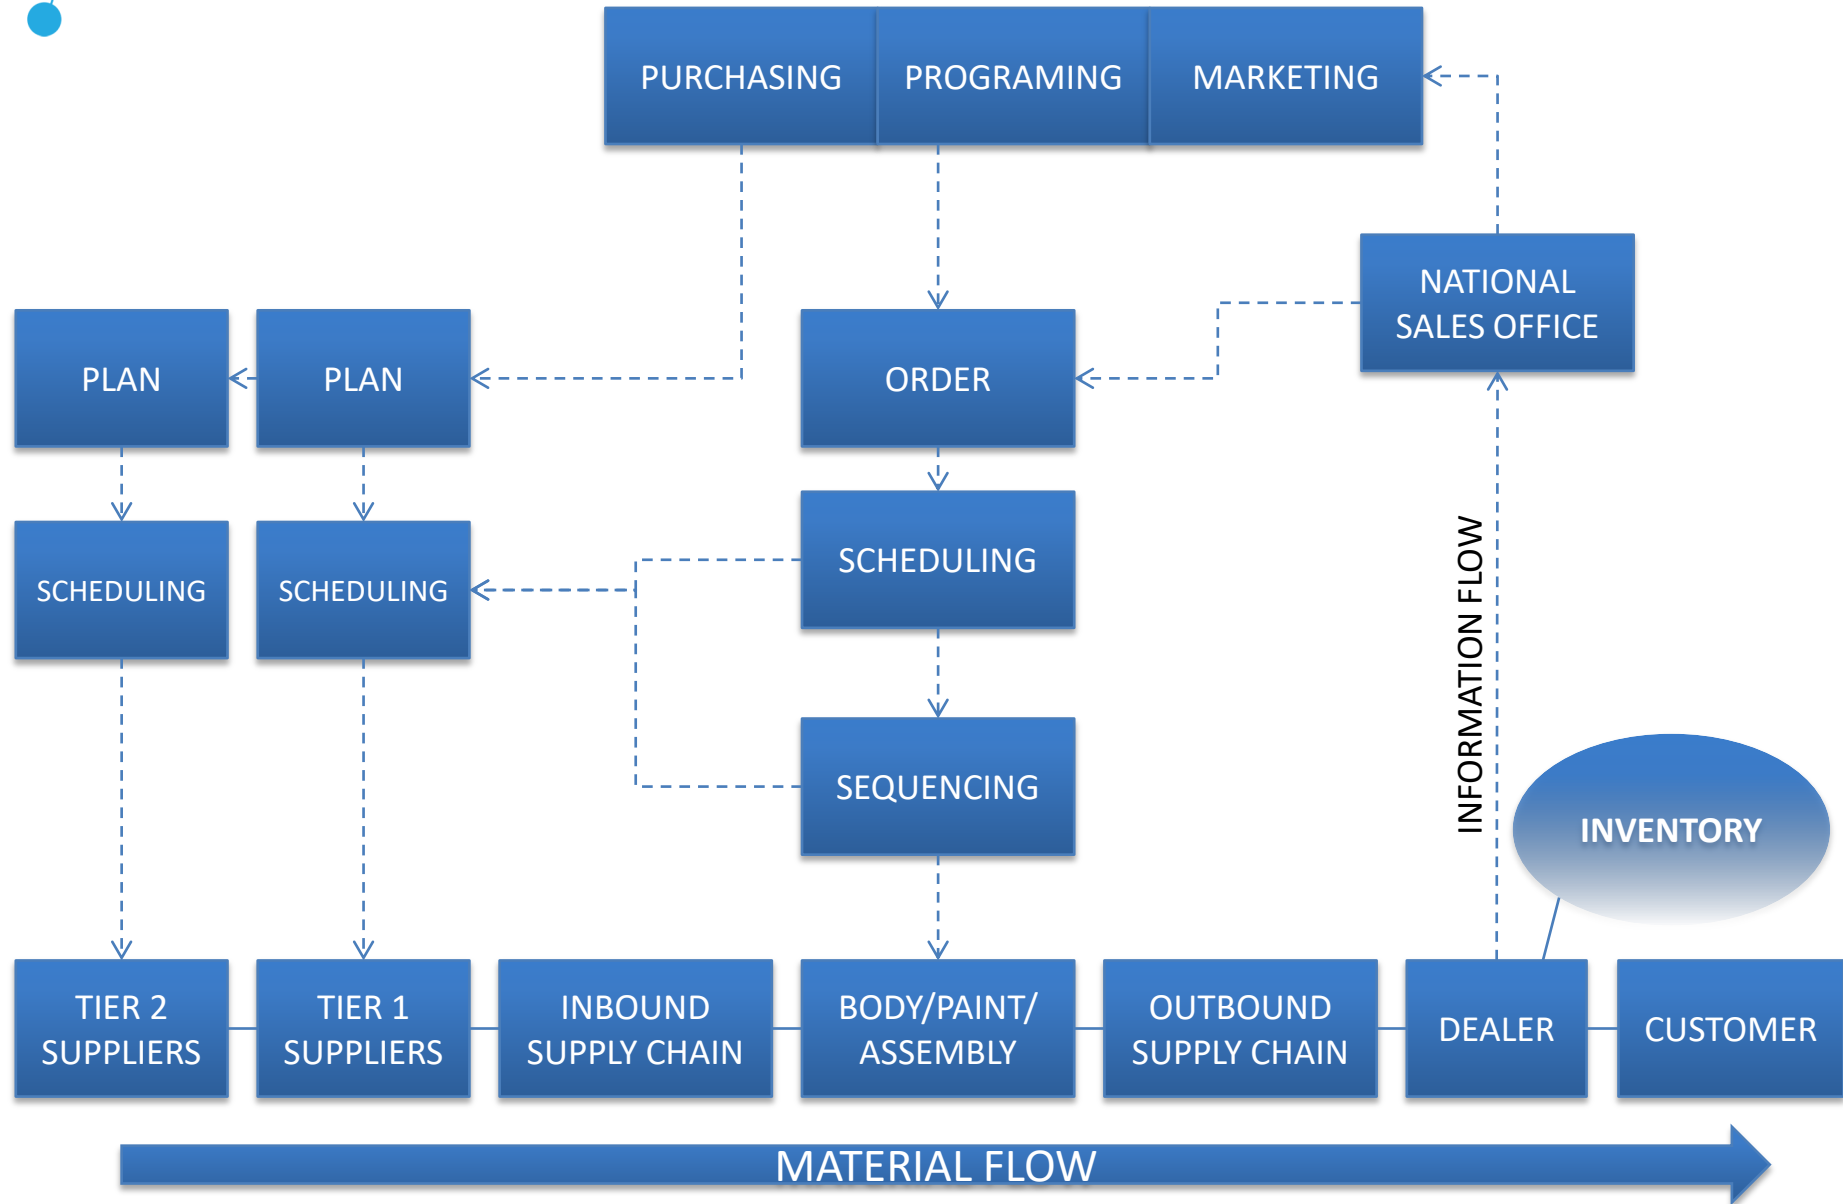 PURCHASING
PROGRAMING
MARKETING
NATIONAL
SALES OFFICE
PLAN
PLAN
ORDER
SCHEDULING
SCHEDULING
SCHEDULING
INFORMATION FLOW
SEQUENCING
INVENTORY
TIER 2
SUPPLIERS
TIER 1
SUPPLIERS
INBOUND
SUPPLY CHAIN
BODY/PAINT/
ASSEMBLY
OUTBOUND
SUPPLY CHAIN
DEALER
CUSTOMER
MATERIAL FLOW